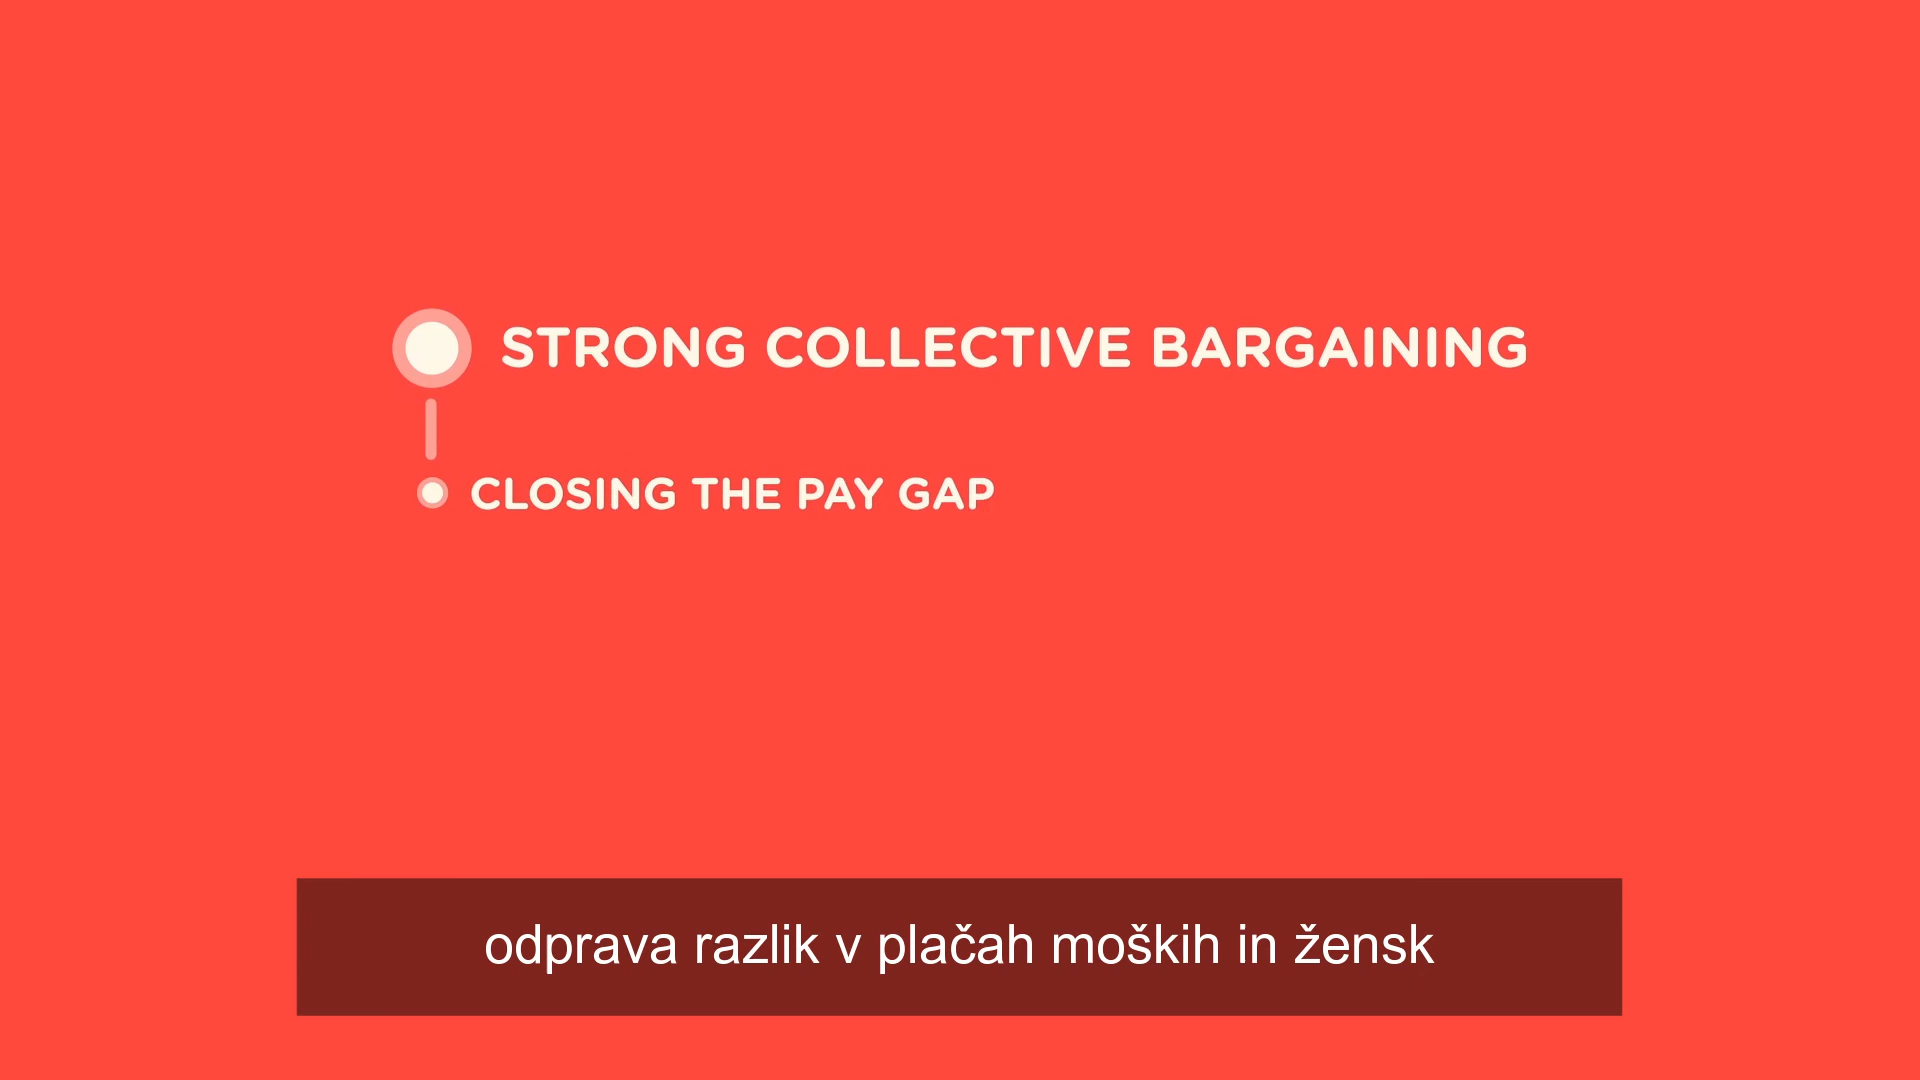 STRONG COLLECTIVE BARGAINING
CLOSING THE PAY GAP
odprava razlik v plačah moških in žensk